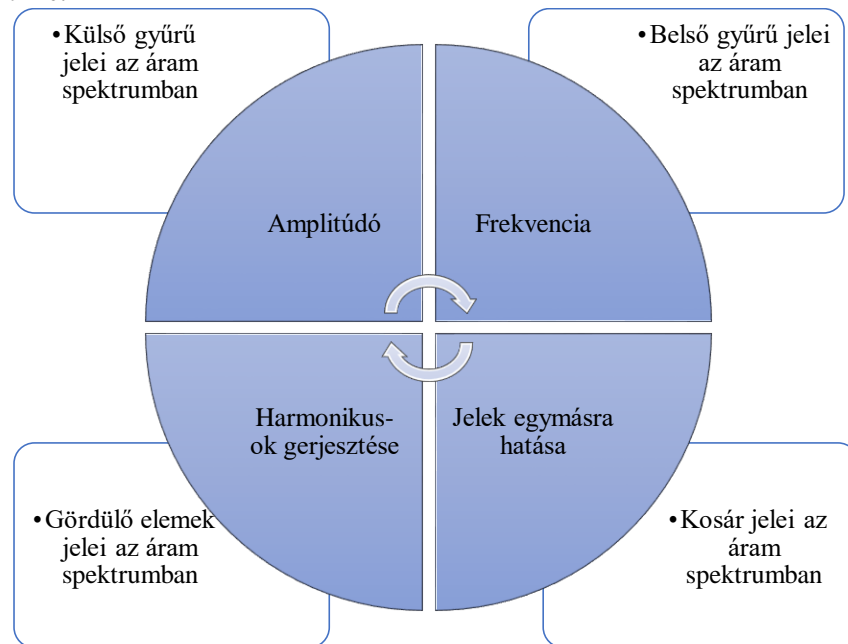 •Külső gyűrű
jelei az áram
spektrumban
•Belső gyűrű jelei
az áram
spektrumban
Amplitúdó
Frekvencia
Harmonikus-
ok gerjesztése
Jelek egymásra
hatása
•Gördülő elemek
jelei az áram
spektrumban
•Kosár jelei az
áram
spektrumban